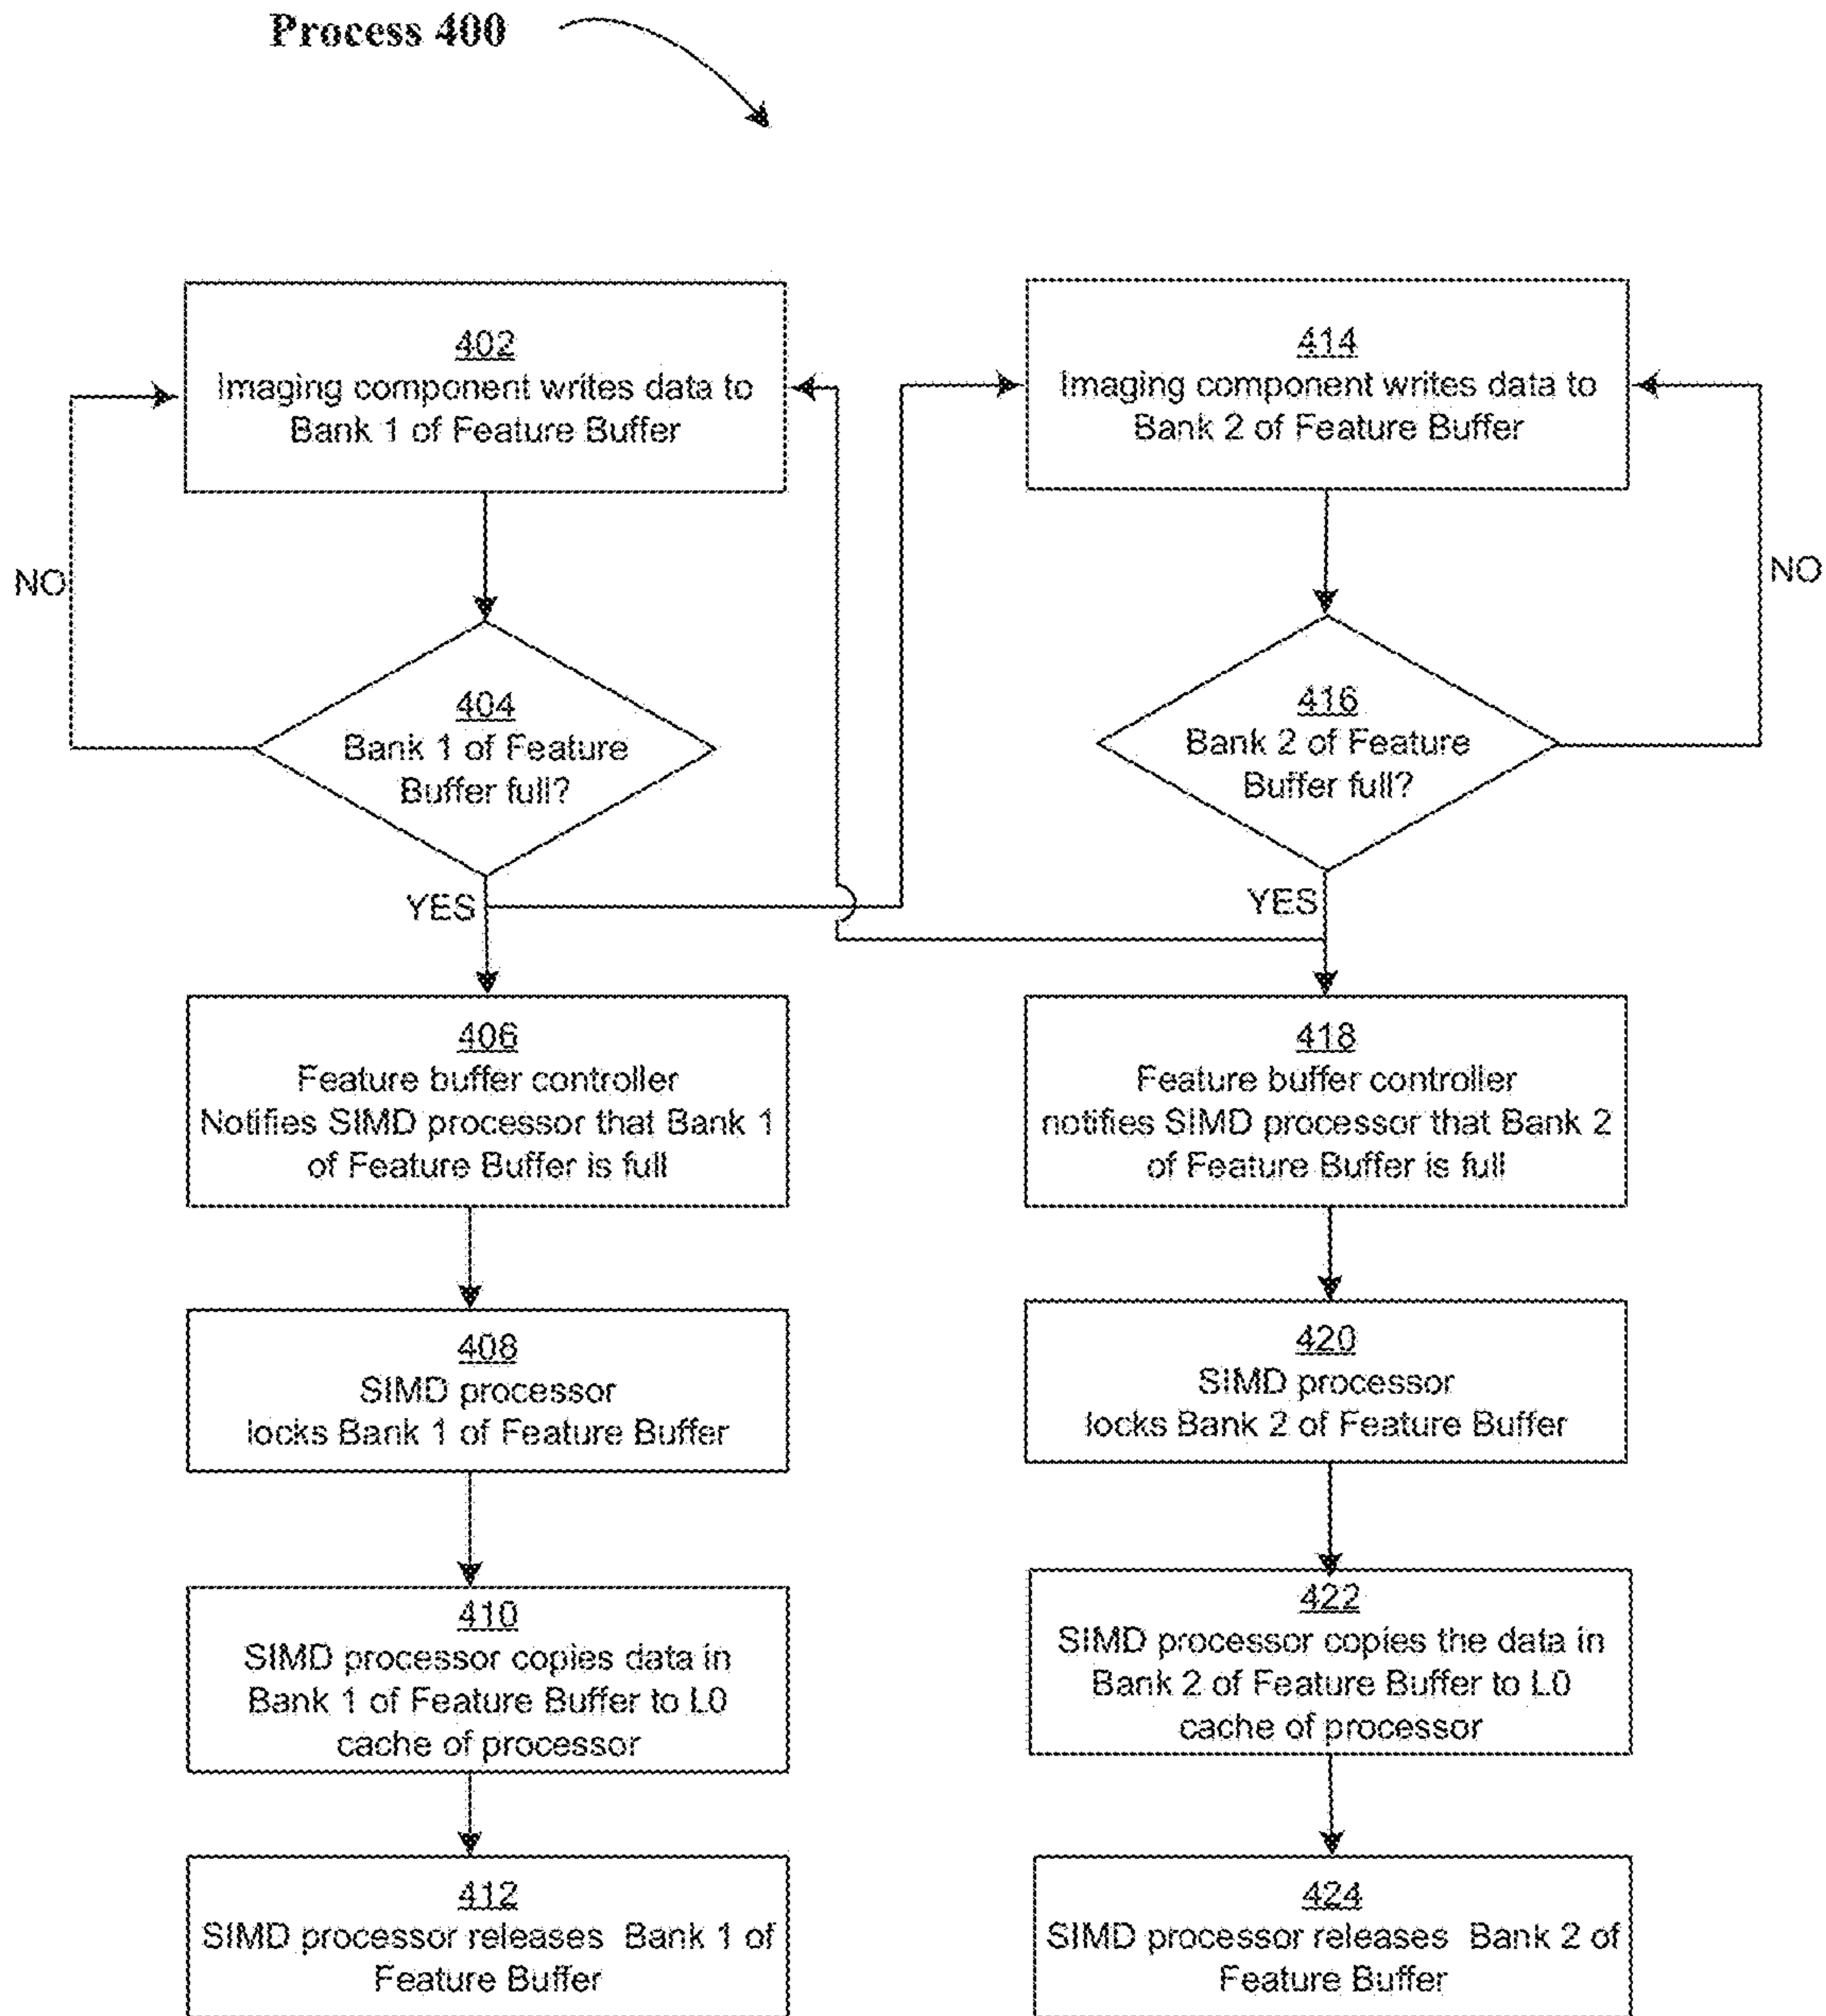 Process 400
402
Imaging component writes data to
Bank 1 of Feature Buffer
NO
404
Bank 1 of Feature
Buffer full?
YES
406
Feature buffer controller
Notifies SIMD processor that Bank 1
of Feature Buffer is full
408
SIMD processor
locks Bank 1 of Feature Buffer
410
SIMD processor copies data in
Bank 1 of Feature Buffer to L0
cache of processor
412
SIMD processor releases Bank 1 of
Feature Buffer
414
Imaging component writes data to
Bank 2 of Feature Buffer
NO
416
Bank 2 of Feature
Buffer full?
YES
418
Feature buffer controller
notifies SIMD processor that Bank 2
of Feature Buffer is full
420
SIMD processor
locks Bank 2 of Feature Buffer
422
SIMD processor copies the data in
Bank 2 of Feature Buffer to L0
cache of processor
424
SIMD processor releases Bank 2 of
Feature Buffer